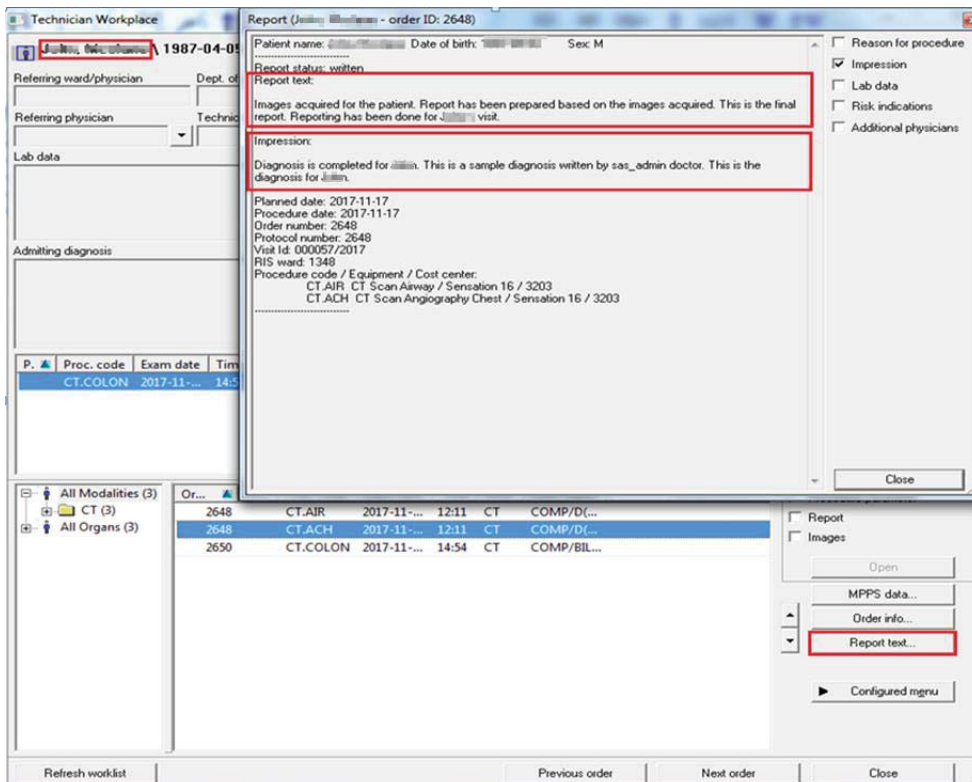 Technician Workplace
\ 1987-04-05
Referring ward/physician Dept. of
Referring physician Technic
Lab data
Admitting diagnosis
P. Proc. code Exam date Tim
CT.COLON 2017-11-... 14:5
Report ( - order ID: 2648)
Patient name: Date of birth: Sex: M
--------------------------
Report status: written
Report text:
Images acquired for the patient. Report has been prepared based on the images acquired. This is the final
report. Reporting has been done for visit.
Impression:
Diagnosis is completed for . This is a sample diagnosis written by sas_admin doctor. This is the
diagnosis for .
Planned date: 2017-11-17
Procedure date: 2017-11-17
Order number: 2648
Protocol number: 2648
Visit Id: 000057/2017
RIS ward: 1348
Procedure code / Equipment / Cost center:
CT.AIR CT Scan Airway / Sensation 16 / 3203
CT.ACH CT Scan Angiography Chest / Sensation 16 / 3203
--------------------------
Reason for procedure
Impression
Lab data
Risk indications
Additional physicians
Close
All Modalities (3)
CT (3)
All Organs (3)
Or...
2648 CT.AIR 2017-11-... 12:11 CT COMP/D(...
2648 CT.ACH 2017-11-... 12:11 CT COMP/D(...
2650 CT.COLON 2017-11-... 14:54 CT COMP/BIL...
Report
Images
Open
MPPS data...
Order info...
Report text...
Configured menu
Refresh worklist Previous order Next order Close